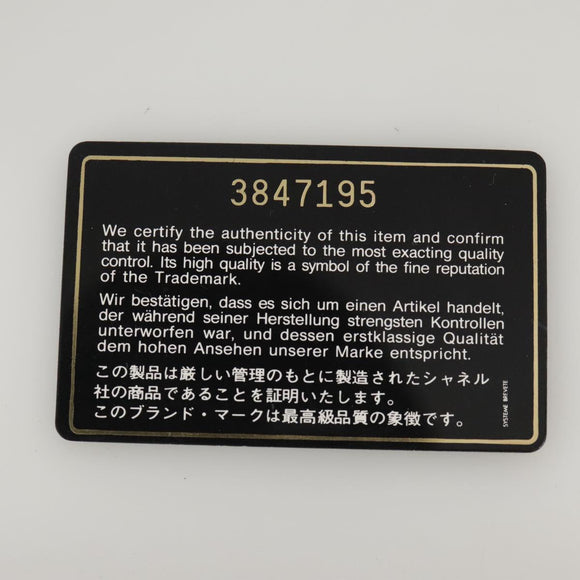 3847195
We certify the authenticity of this item and confirm
that it has been subjected to the most exacting quality
control. Its high quality is a symbol of the fine reputation
of the Trademark.
Wir bestätigen, dass es sich um einen Artikel handelt,
der während seiner Herstellung strengsten Kontrollen
unterworfen war, und dessen erstklassige Qualität
dem hohen Ansehen unserer Marke entspricht.
この製品は厳しい管理のもとに製造されたシャネル
社の商品であることを証明いたします。
このブランド・マークは最高級品質の象徴です。
SYSTEME BREVETE